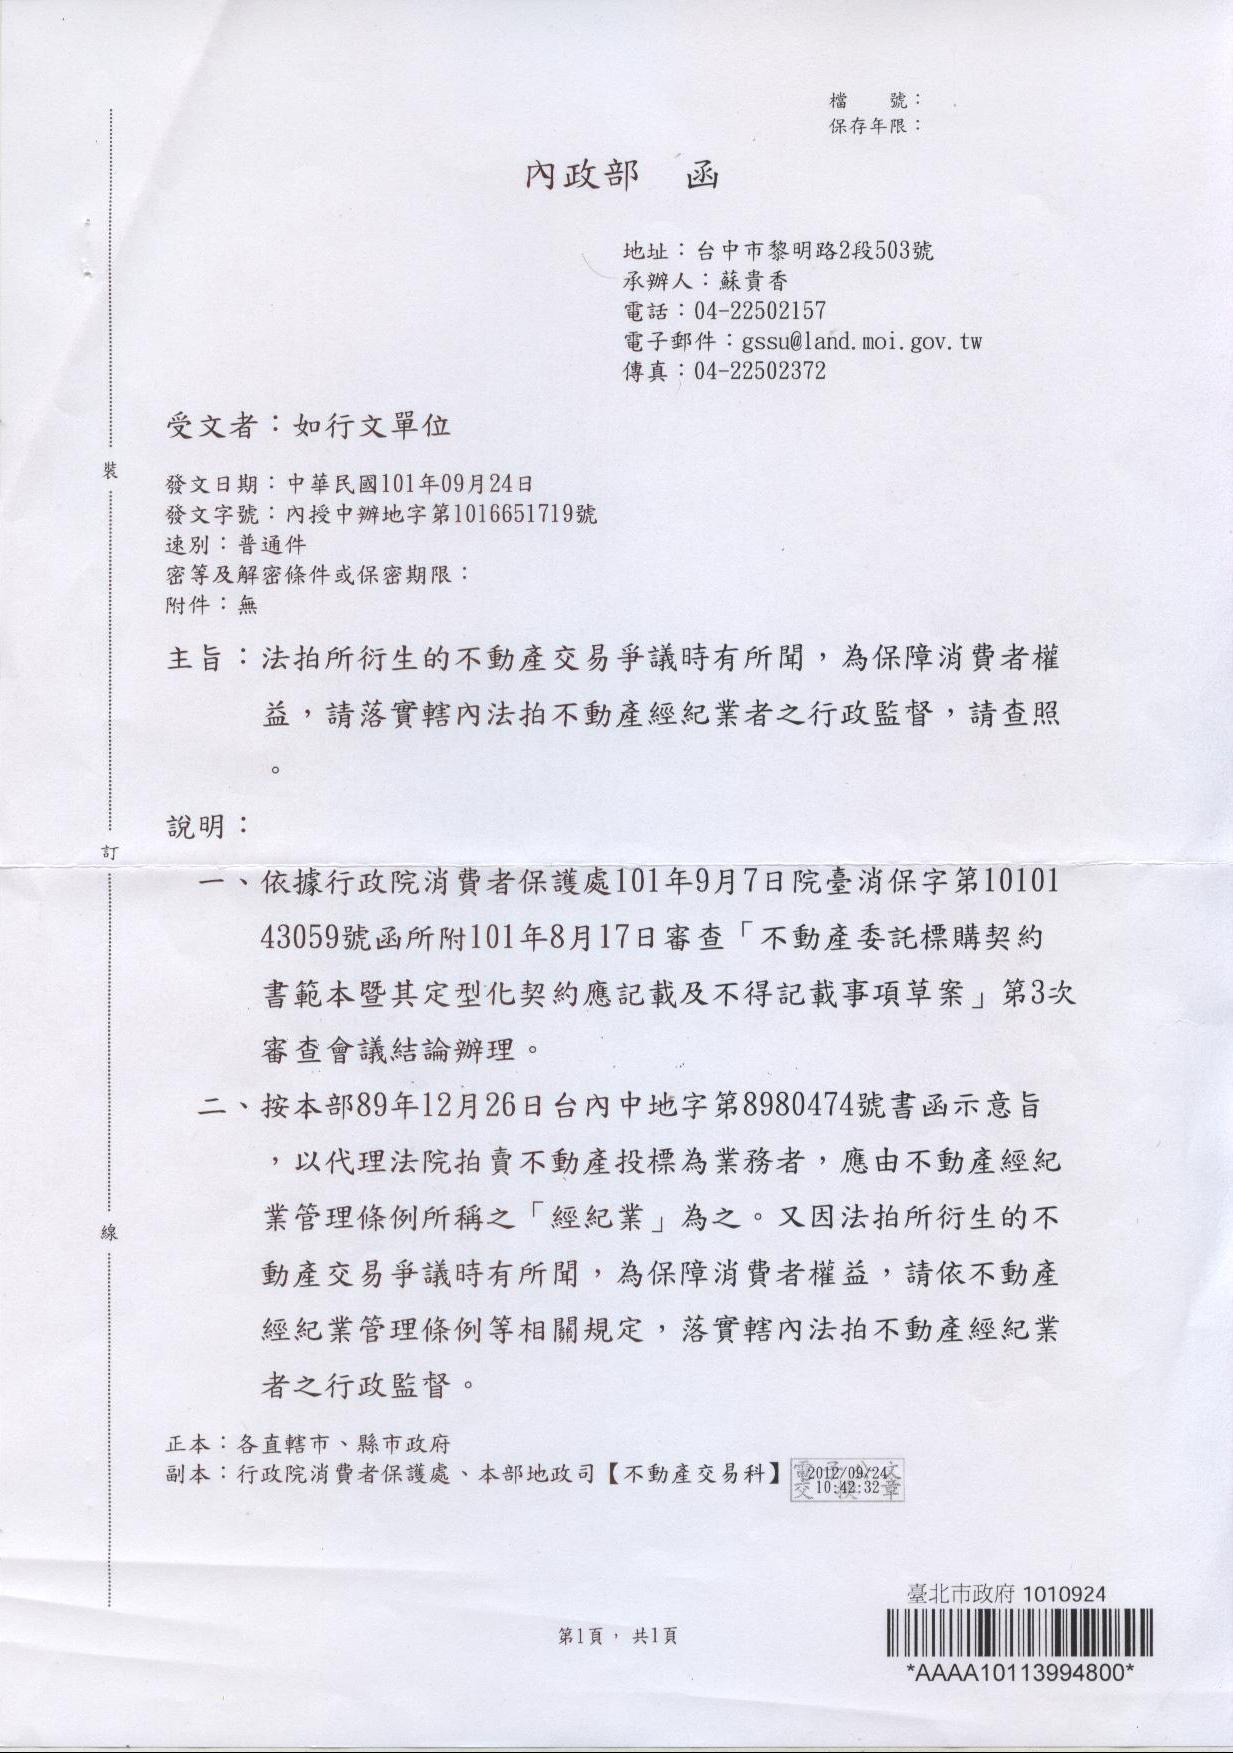 檔　　號：
保存年限：
內政部　函
地址：台中市黎明路2段503號
承辦人：蘇貴香
電話：04-22502157
電子郵件：gssu@land.moi.gov.tw
傳真：04-22502372
受文者：如行文單位
發文日期：中華民國101年09月24日
發文字號：內授中辦地字第1016651719號
速別：普通件
密等及解密條件或保密期限：
附件：無
主旨：法拍所衍生的不動產交易爭議時有所聞，為保障消費者權
益，請落實轄內法拍不動產經紀業者之行政監督，請查照
。
說明：
一、依據行政院消費者保護處101年9月7日院臺消保字第10101
43059號函所附101年8月17日審查「不動產委託標購契約
書範本暨其定型化契約應記載及不得記載事項草案」第3次
審查會議結論辦理。
二、按本部89年12月26日台內中地字第8980474號書函示意旨
，以代理法院拍賣不動產投標為業務者，應由不動產經紀
業管理條例所稱之「經紀業」為之。又因法拍所衍生的不
動產交易爭議時有所聞，為保障消費者權益，請依不動產
經紀業管理條例等相關規定，落實轄內法拍不動產經紀業
者之行政監督。
正本：各直轄市、縣市政府
副本：行政院消費者保護處、本部地政司【不動產交易科】
2012/09/24
10:42:32
裝
訂
線
臺北市政府 1010924
*AAAA10113994800*
第1頁，共1頁